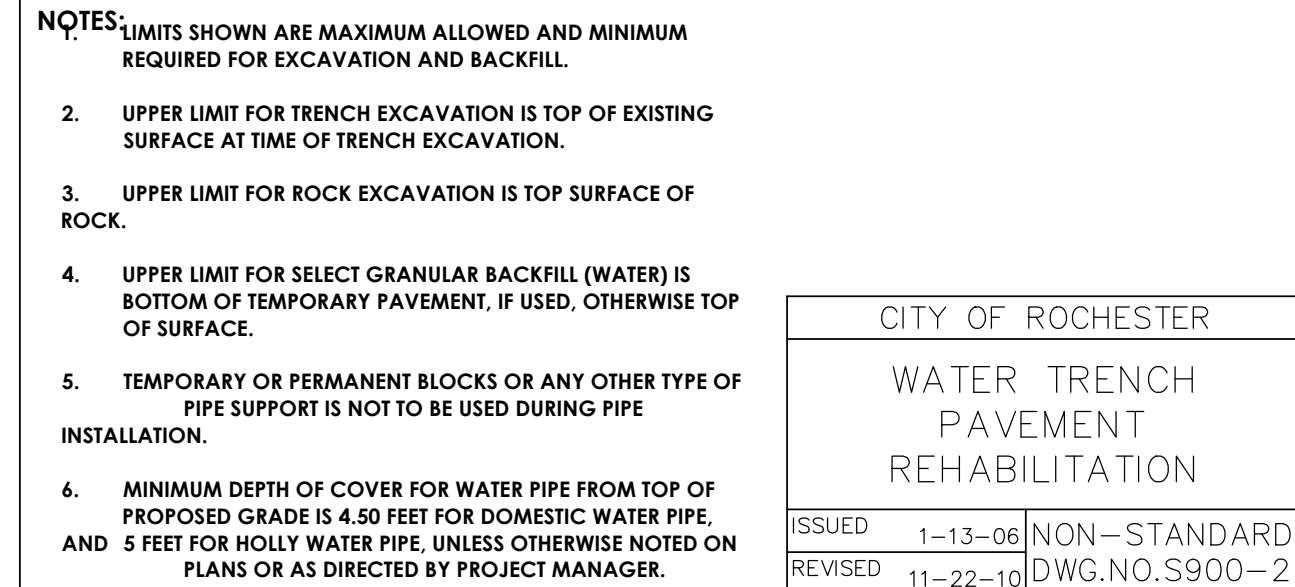 NOTES:
1. LIMITS SHOWN ARE MAXIMUM ALLOWED AND MINIMUM
REQUIRED FOR EXCAVATION AND BACKFILL.
2. UPPER LIMIT FOR TRENCH EXCAVATION IS TOP OF EXISTING
SURFACE AT TIME OF TRENCH EXCAVATION.
3. UPPER LIMIT FOR ROCK EXCAVATION IS TOP SURFACE OF
ROCK.
4. UPPER LIMIT FOR SELECT GRANULAR BACKFILL (WATER) IS
BOTTOM OF TEMPORARY PAVEMENT, IF USED, OTHERWISE TOP
OF SURFACE.
5. TEMPORARY OR PERMANENT BLOCKS OR ANY OTHER TYPE OF
PIPE SUPPORT IS NOT TO BE USED DURING PIPE
INSTALLATION.
6. MINIMUM DEPTH OF COVER FOR WATER PIPE FROM TOP OF
PROPOSED GRADE IS 4.50 FEET FOR DOMESTIC WATER PIPE,
AND 5 FEET FOR HOLLY WATER PIPE, UNLESS OTHERWISE NOTED ON
PLANS OR AS DIRECTED BY PROJECT MANAGER.
CITY OF ROCHESTER
WATER TRENCH
PAVEMENT
REHABILITATION
ISSUED 1-13-06 NON-STANDARD
REVISED 11-22-10 DWG.NO.S900-2